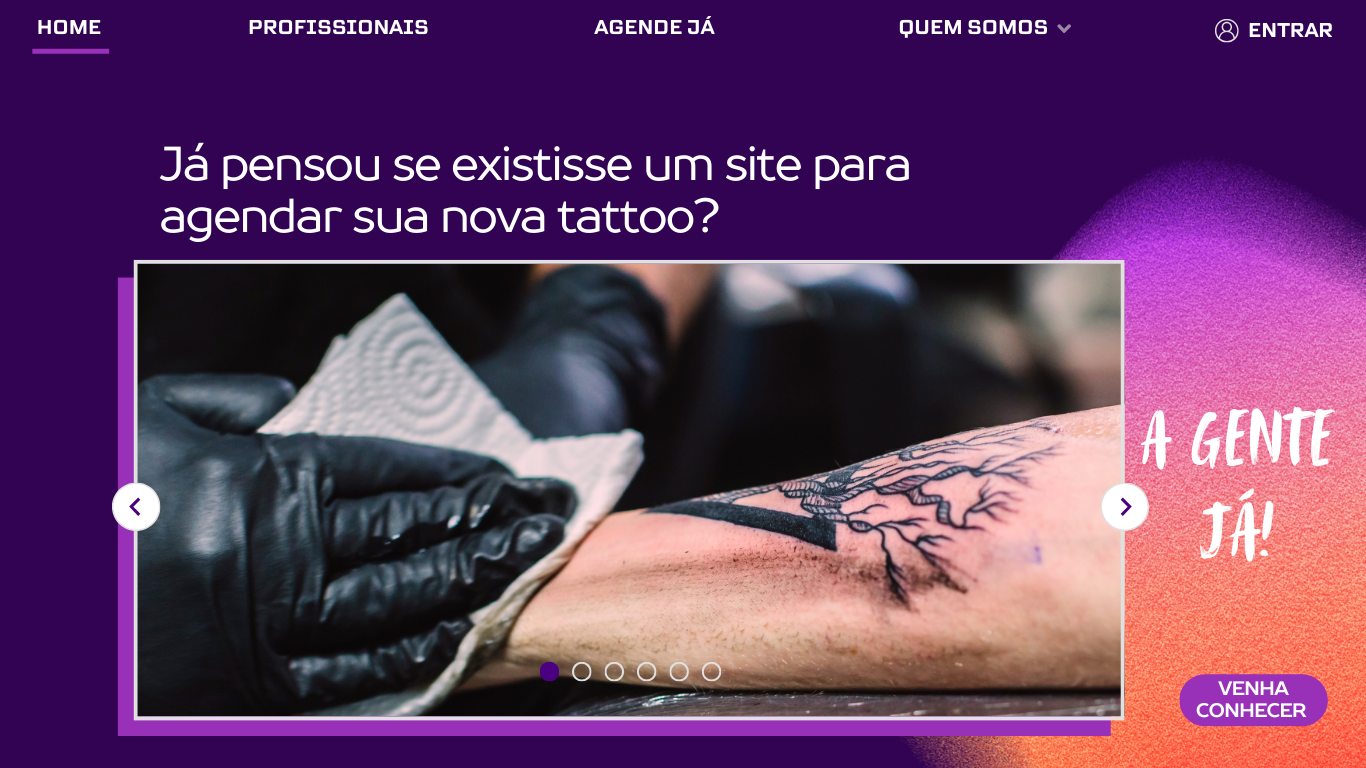 HOME
PROFISSIONAIS
AGENDE JÁ
QUEM SOMOS
ENTRAR
Já pensou se existisse um site para
agendar sua nova tattoo?
A GENTE
JÁ!
VENHA
CONHECER